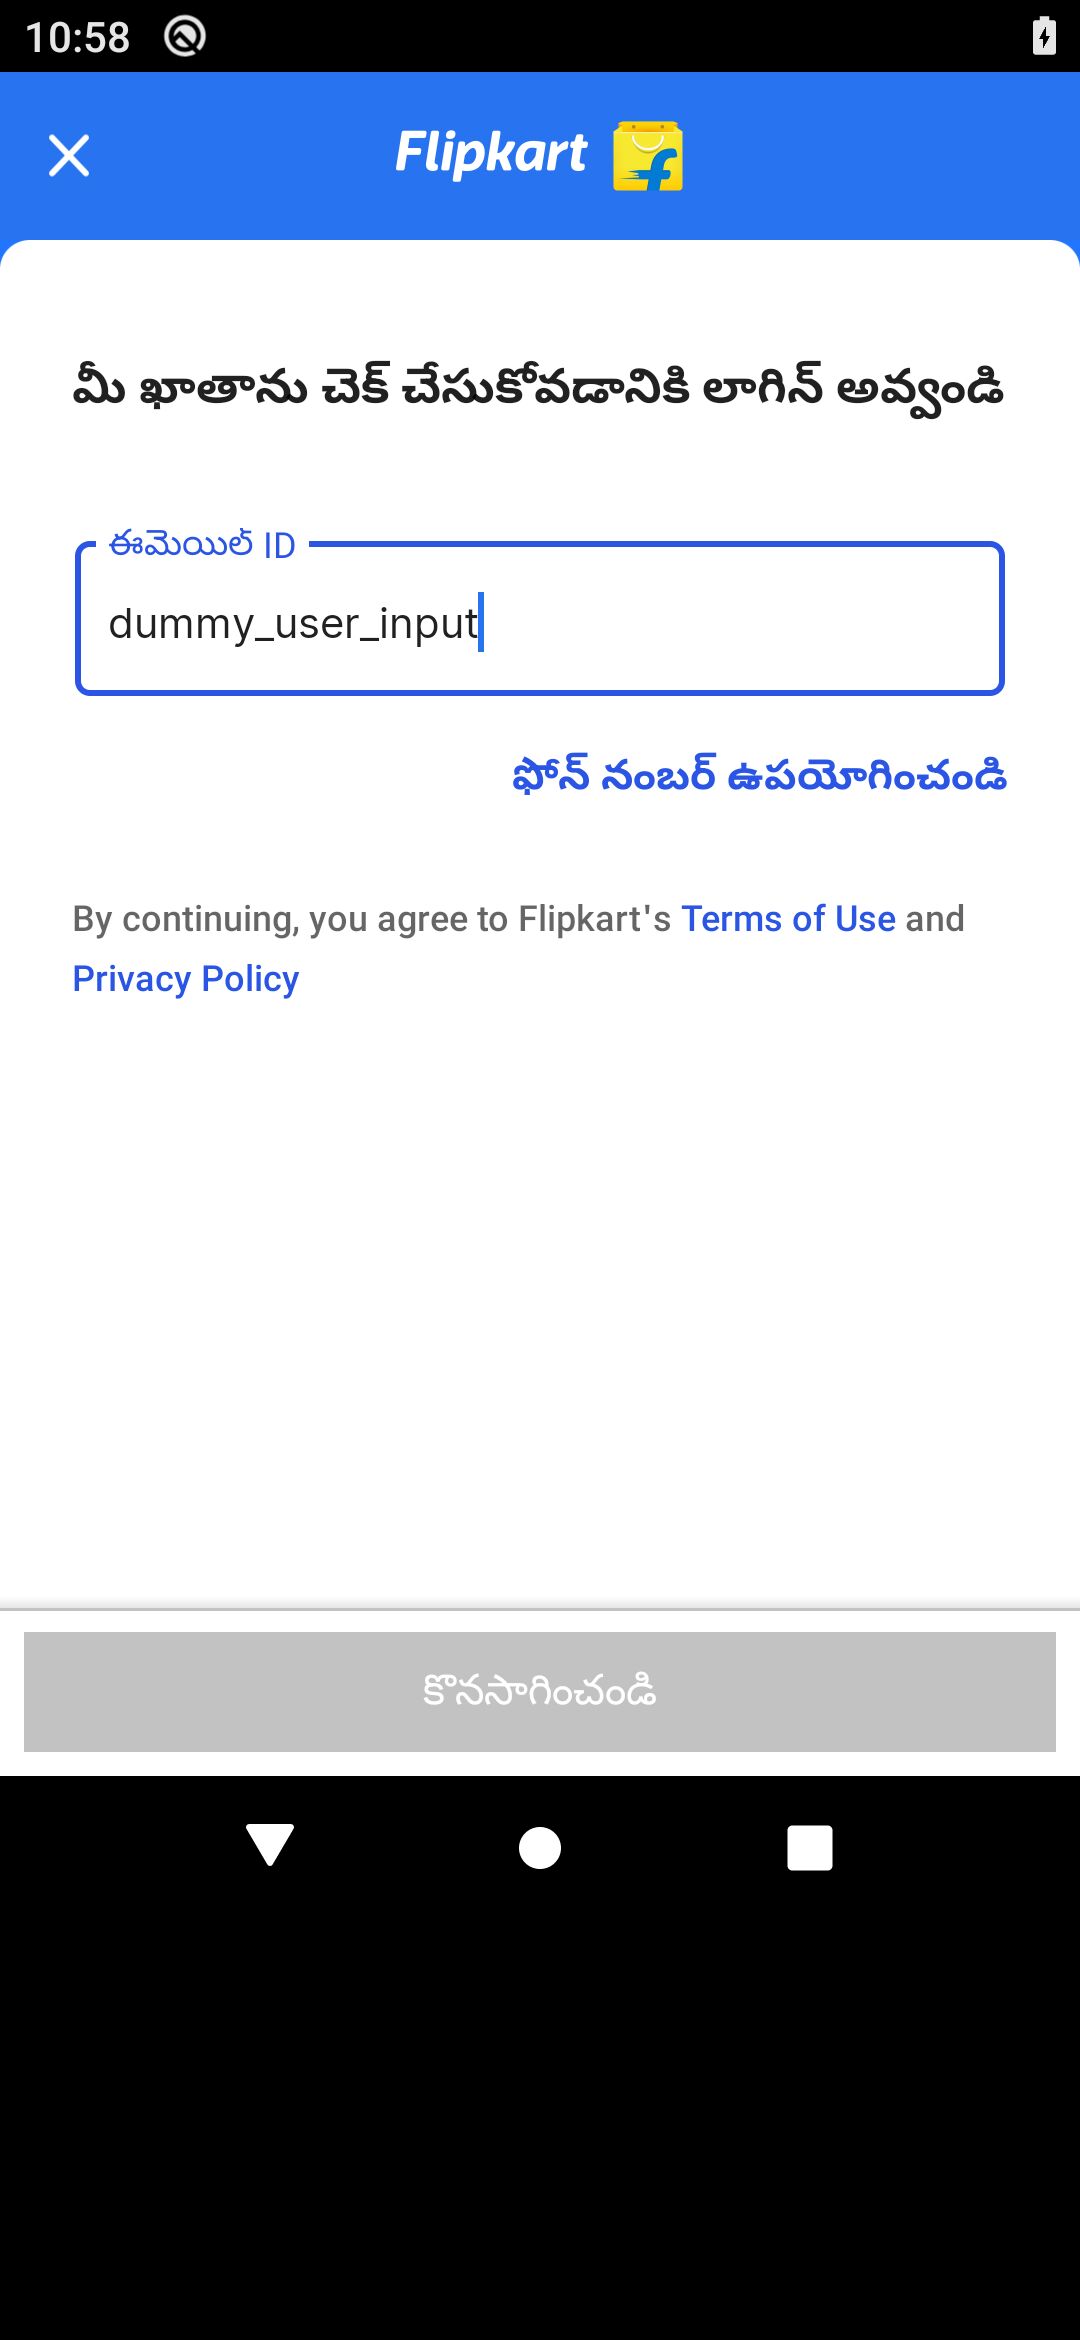 10:58
Flipkart
మీ ఖాతాను చెక్ చేసుకోవడానికి లాగిన్ అవ్వండి
ఈమెయిల్ ID
dummy_user_input
ఫోన్ నంబర్ ఉపయోగించండి
By continuing, you agree to Flipkart's Terms of Use and
Privacy Policy
కొనసాగించండి